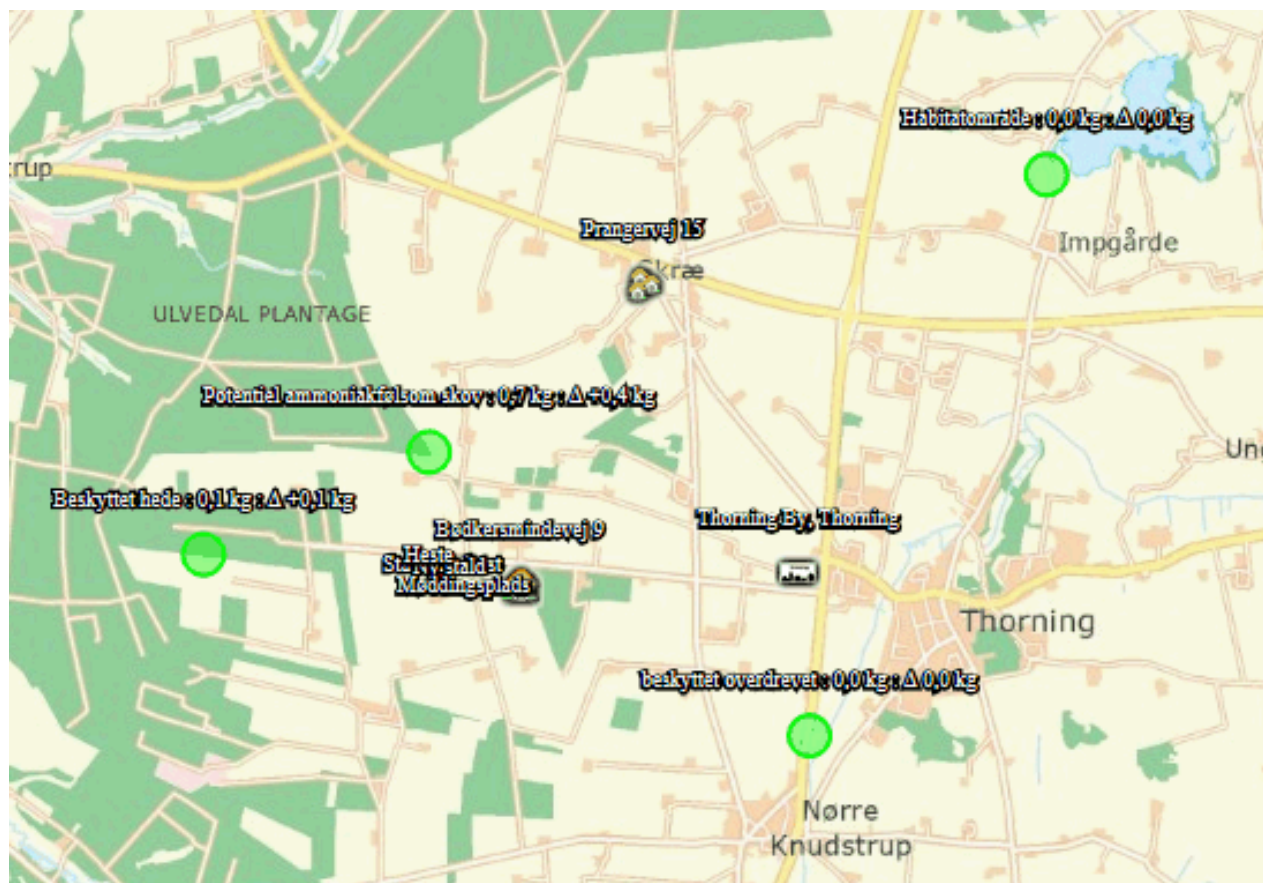 Habitatområde : 0,0 kg : Δ 0,0 kg
trup
Prangervej 15
Impgårde
Skræ
ULVEDAL PLANTAGE
Potentiel ammoniakfølsom skov : 0,7 kg : Δ +0,4 kg
Beskyttet hede : 0,1 kg : Δ +0,1 kg
Bødkersmindevej 9
Thorning By, Thorning
Heste
Møddingsplads
Thorning
beskyttet overdrevet : 0,0 kg : Δ 0,0 kg
Nørre
Knudstrup